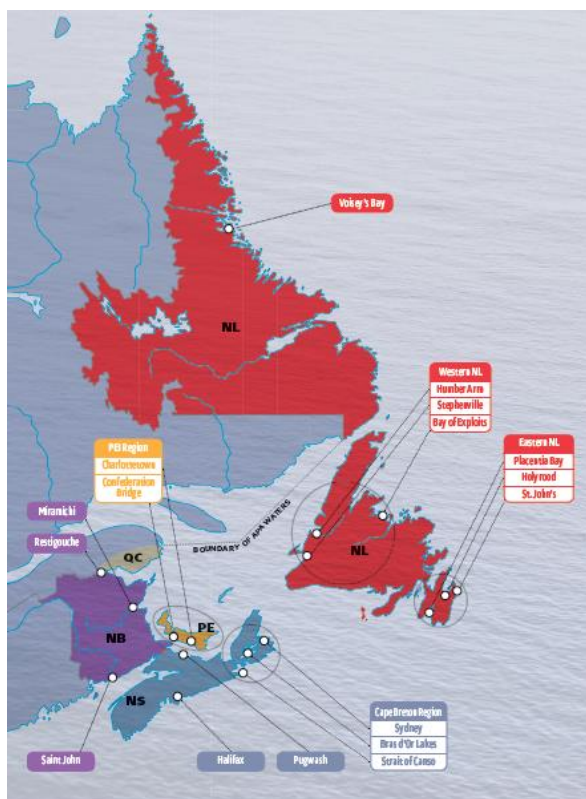 Voisey's Bay
NL
Western NL
Humber Arm
Stephenville
Bay of Exploits
Eastern NL
Placentia Bay
Holyrood
St. John's
PEI Region
Charlottetown
Confederation
Bridge
Miramichi
Restigouche
BOUNDARY OF APA WATERS
QC
NL
NB
PE
NS
Cape Breton Region
Sydney
Bras d'Or Lakes
Strait of Canso
Saint John
Halifax
Pugwash